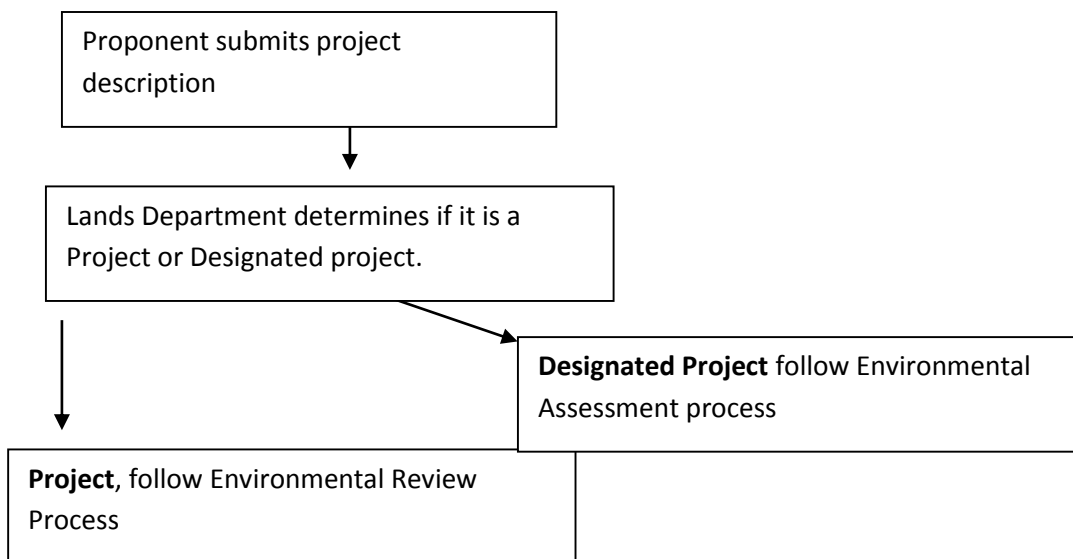 Proponent submits project
description
Lands Department determines if it is a
Project or Designated project.
Designated Project follow Environmental
Assessment process
Project, follow Environmental Review
Process